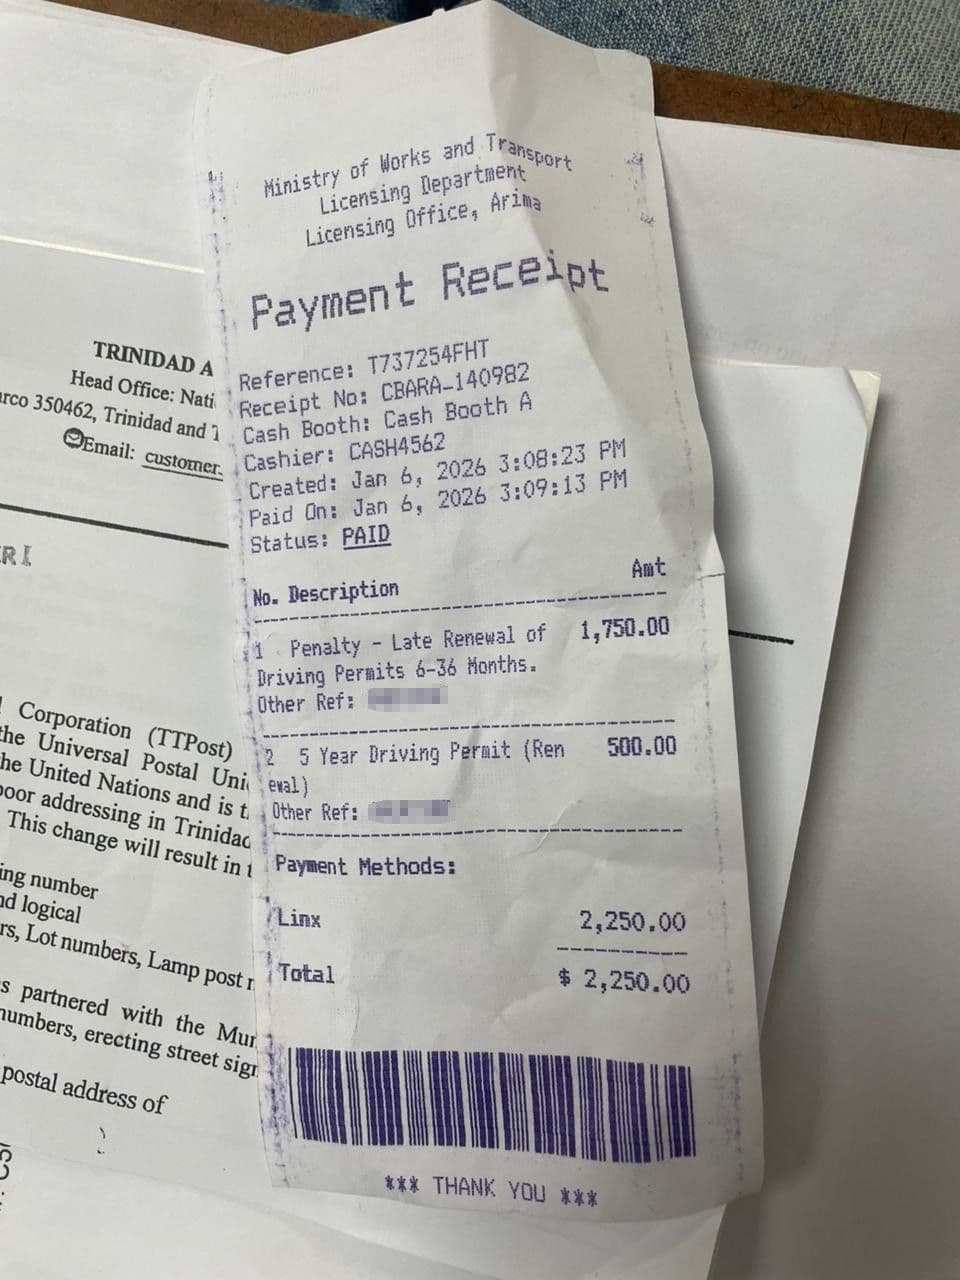 Ministry of Works and Transport
Licensing Department
Licensing Office, Arima
Payment Receipt
Reference: T737254FHT
Receipt No: CBARA-140982
Cash Booth: Cash Booth A
Cashier: CASH4562
Created: Jan 6, 2026 3:08:23 PM
Paid On: Jan 6, 2026 3:09:13 PM
Status: PAID
No. Description Amt
1 Penalty - Late Renewal of 1,750.00
Driving Permits 6-36 Months.
Other Ref:
2 5 Year Driving Permit (Ren 500.00
ewal)
Other Ref:
Payment Methods:
Linx 2,250.00
Total $ 2,250.00
*** THANK YOU ***
TRINIDAD A
Head Office: Nati
arco 350462, Trinidad and T
Email: customer.
ER I
Corporation (TTPost)
the Universal Postal Uni
he United Nations and is t
poor addressing in Trinidad
This change will result in t
ing number
nd logical
rs, Lot numbers, Lamp post n
s partnered with the Mun
numbers, erecting street sign
postal address of